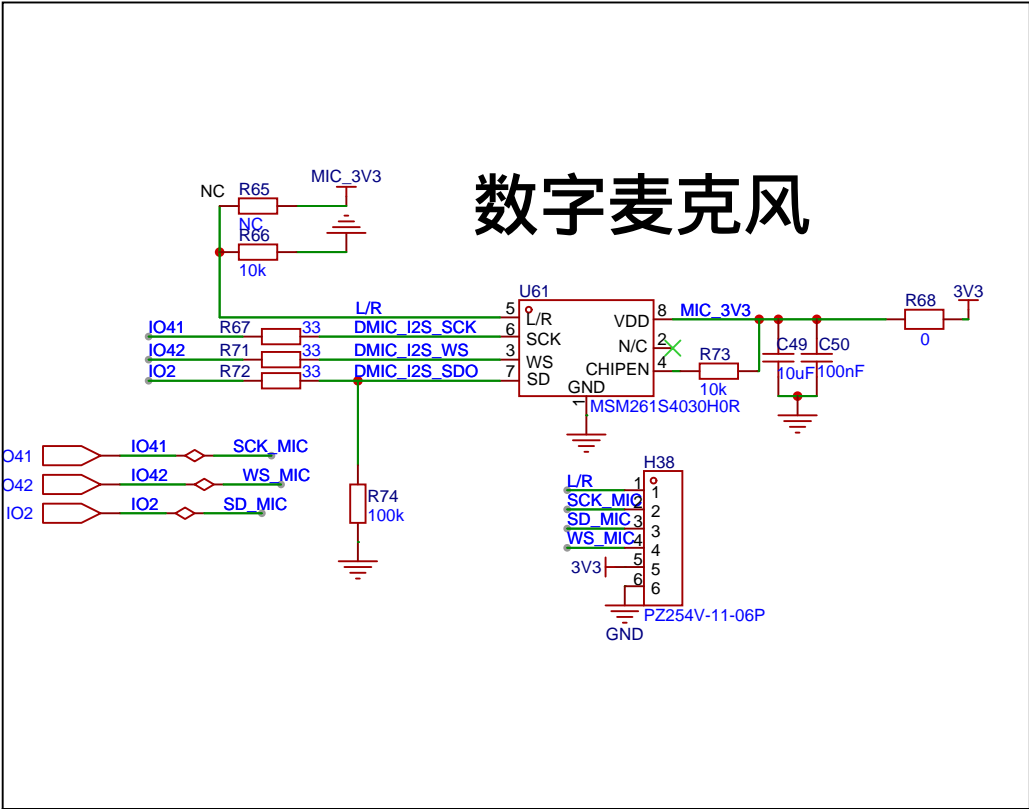 数字麦克风
NC R65 MIC_3V3
NC
R66
10k
U61
L/R 5 L/R
IO41 R67 33 DMIC_I2S_SCK 6 SCK
IO42 R71 33 DMIC_I2S_WS 3 WS
IO2 R72 33 DMIC_I2S_SDO 7 SD
VDD 8 MIC_3V3
N/C 2
CHIPEN 4
GND
1
MSM261S4030H0R
R73
10k
C49
10uF
C50
100nF
R68
0
3V3
O41 IO41 SCK_MIC
O42 IO42 WS_MIC
IO2 IO2 SD_MIC
R74
100k
H38
L/R 1 1
SCK_MIC 2 2
SD_MIC 3 3
WS_MIC 4 4
3V3 5 5
6 6
GND
PZ254V-11-06P